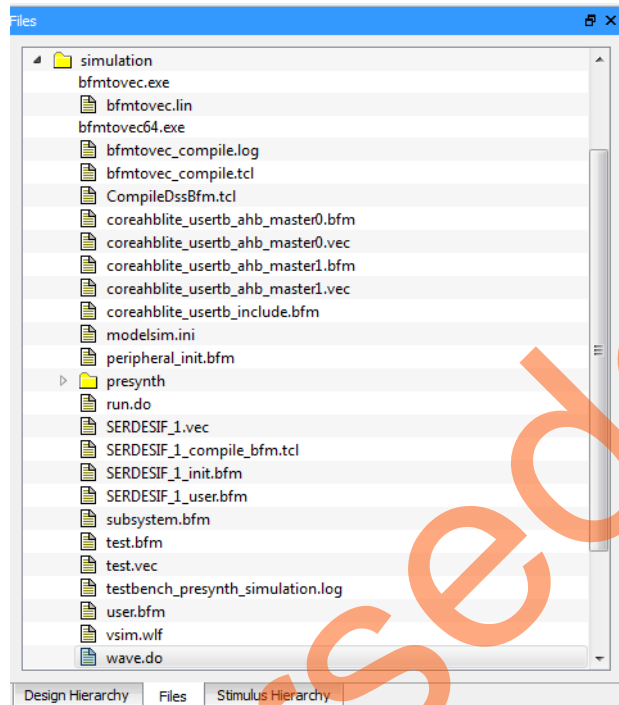 Files
simulation
bfmtovec.exe
bfmtovec.lin
bfmtovec64.exe
bfmtovec_compile.log
bfmtovec_compile.tcl
CompileDssBfm.tcl
coreahblite_usertb_ahb_master0.bfm
coreahblite_usertb_ahb_master0.vec
coreahblite_usertb_ahb_master1.bfm
coreahblite_usertb_ahb_master1.vec
coreahblite_usertb_include.bfm
modelsim.ini
peripheral_init.bfm
presynth
run.do
SERDESIF_1.vec
SERDESIF_1_compile_bfm.tcl
SERDESIF_1_init.bfm
SERDESIF_1_user.bfm
subsystem.bfm
test.bfm
test.vec
testbench_presynth_simulation.log
user.bfm
vsim.wlf
wave.do
Design Hierarchy Files Stimulus Hierarchy